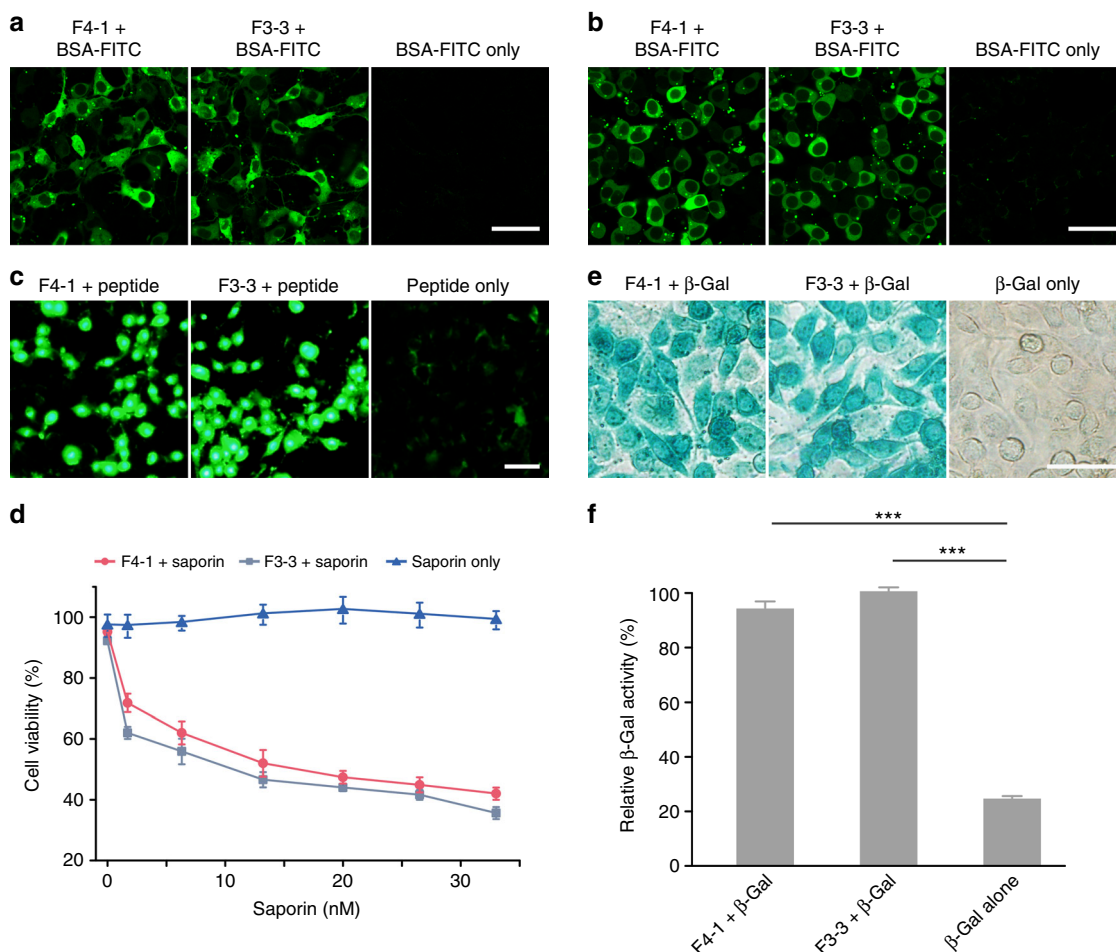 a
F4-1 +
BSA-FITC
F3-3 +
BSA-FITC
BSA-FITC only
b
F4-1 +
BSA-FITC
F3-3 +
BSA-FITC
BSA-FITC only
c
F4-1 + peptide
F3-3 + peptide
Peptide only
e
F4-1 + β-Gal
F3-3 + β-Gal
β-Gal only
d
F4-1 + saporin
F3-3 + saporin
Saporin only
100
80
60
40
20
Cell viability (%)
0
10
20
30
Saporin (nM)
f
***
***
100
80
60
40
20
0
Relative β-Gal activity (%)
F4-1 + β-Gal
F3-3 + β-Gal
β-Gal alone